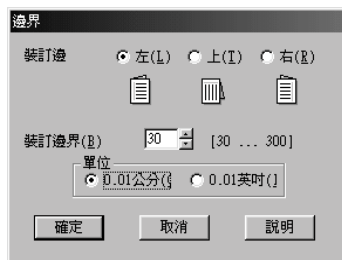 邊界
裝訂邊 左(L) 上(T) 右(R)
裝訂邊界(B) 30 [30 ... 300]
單位
0.01公分( 0.01英吋(
確定 取消 說明